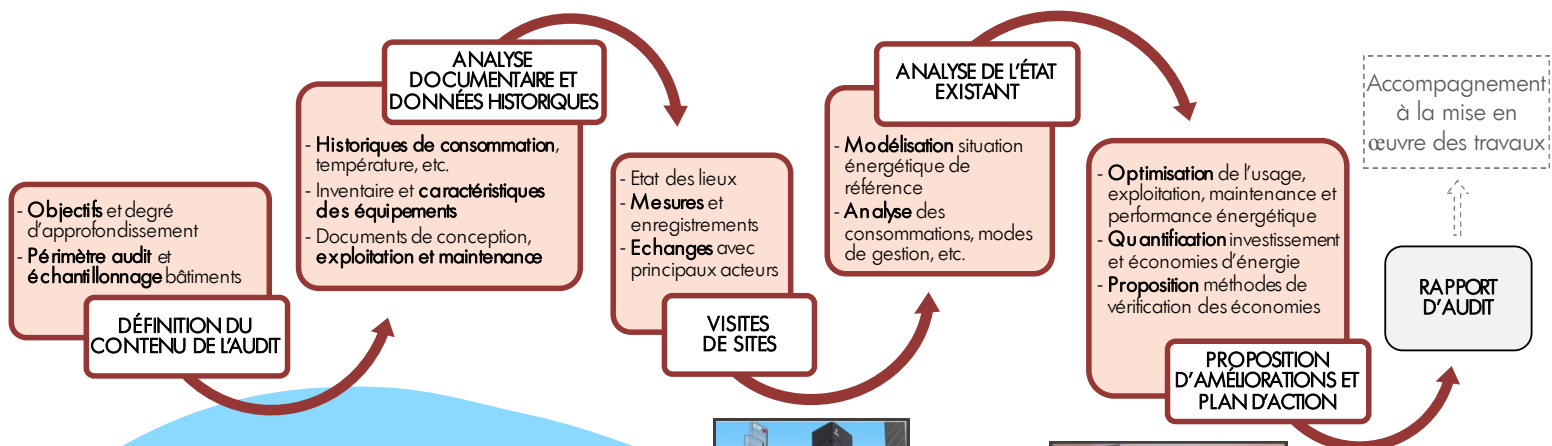 - Objectifs et degré
d'approfondissement
- Périmètre audit et
échantillonnage bâtiments
DÉFINITION DU
CONTENU DE L'AUDIT
ANALYSE
DOCUMENTAIRE ET
DONNÉES HISTORIQUES
- Historiques de consommation,
température, etc.
- Inventaire et caractéristiques
des équipements
- Documents de conception,
exploitation et maintenance
- Etat des lieux
- Mesures et
enregistrements
- Echanges avec
principaux acteurs
VISITES
DE SITES
ANALYSE DE L'ÉTAT
EXISTANT
- Modélisation situation
énergétique de
référence
- Analyse des
consommations, modes
de gestion, etc.
- Optimisation de l'usage,
exploitation, maintenance et
performance énergétique
- Quantification investissement
et économies d'énergie
- Proposition méthodes de
vérification des économies
PROPOSITION
D'AMÉLIORATIONS ET
PLAN D'ACTION
Accompagnement
à la mise en
œuvre des travaux
RAPPORT
D'AUDIT